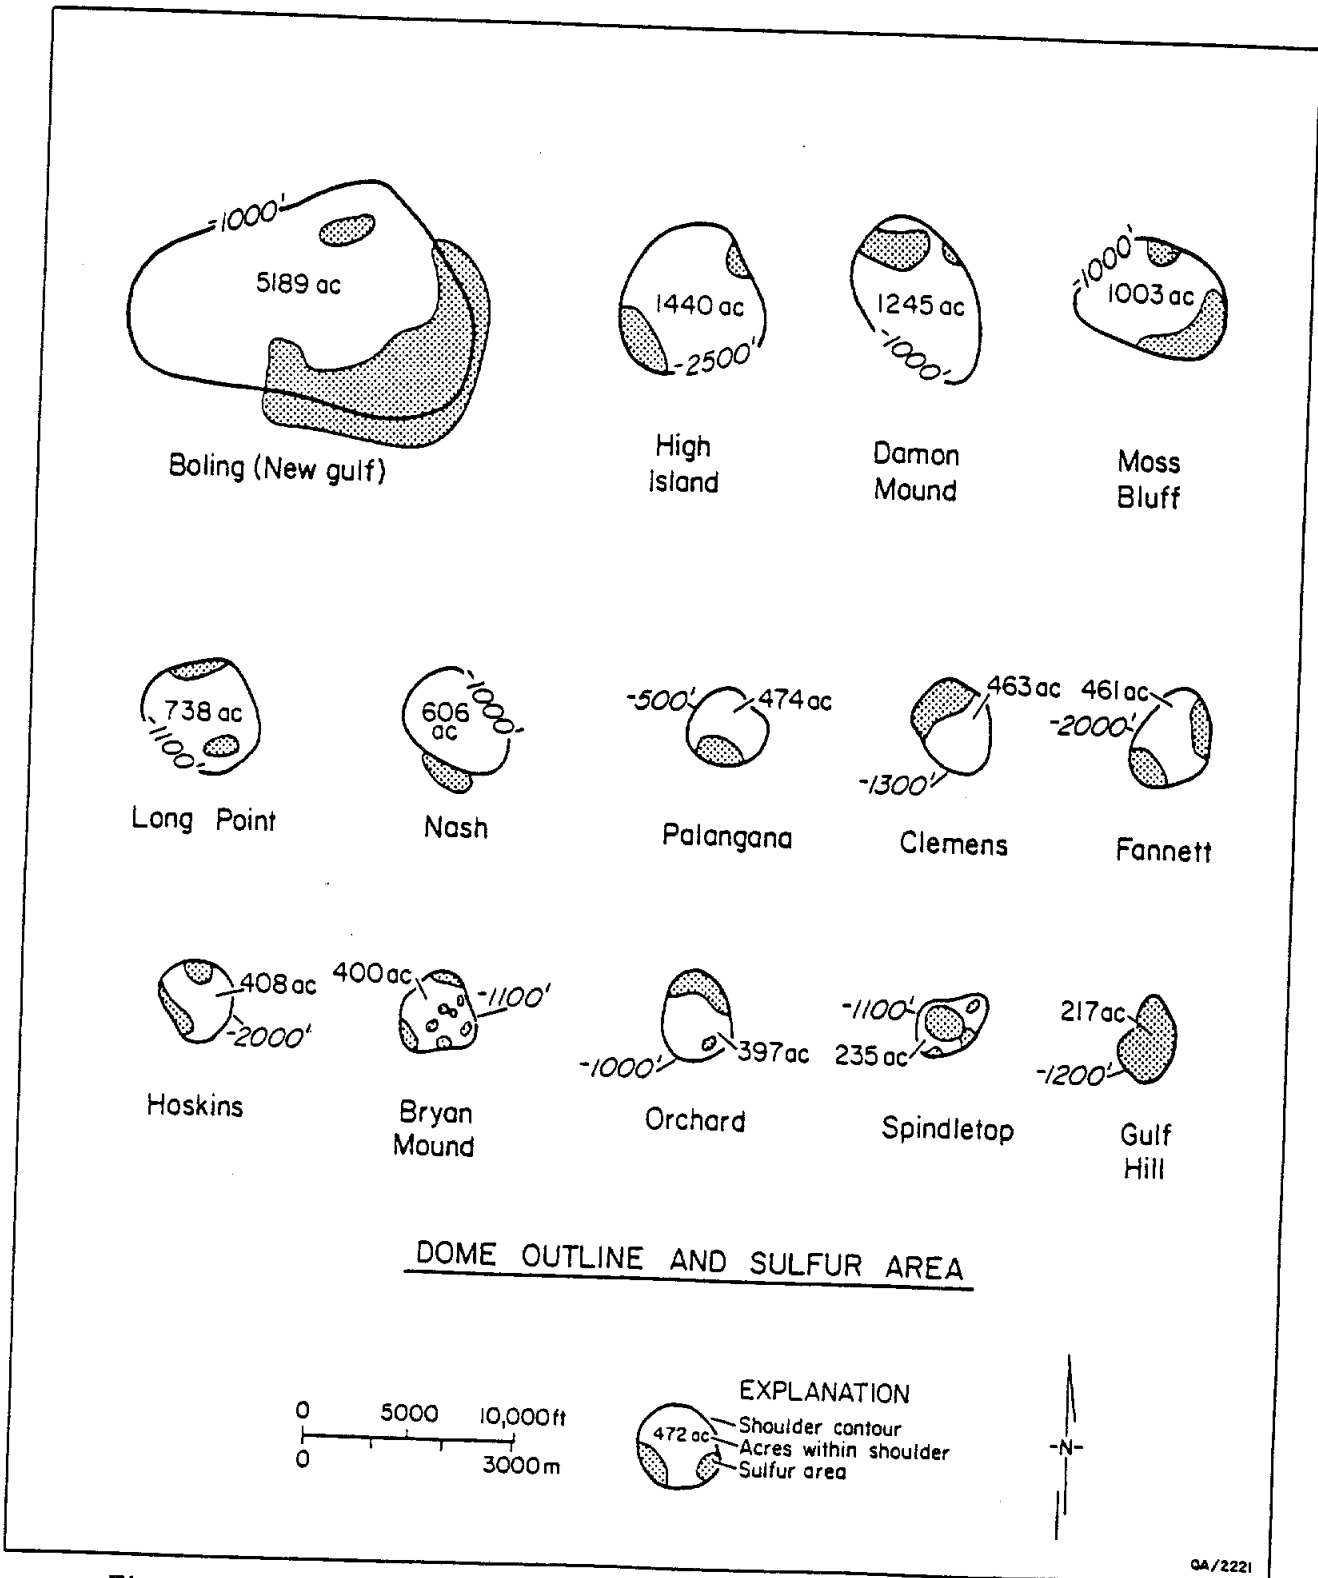 -1000'
5189 ac
Boling (New gulf)
1440 ac
-2500'
High
Island
1245 ac
-1000'
Damon
Mound
-1000'
1003 ac
Moss
Bluff
738 ac
-1100'
Long Point
606
ac
-1000'
Nash
-500'
474 ac
Palangana
463 ac
-1300'
Clemens
461 ac
-2000'
Fannett
408 ac
-2000'
Hoskins
400 ac
-1100'
Bryan
Mound
397 ac
-1000'
Orchard
-1100'
235 ac
Spindletop
217 ac
-1200'
Gulf
Hill
DOME OUTLINE AND SULFUR AREA
0 5000 10,000 ft
0 3000 m
EXPLANATION
Shoulder contour
472 ac
Acres within shoulder
Sulfur area
-N-
QA/2221